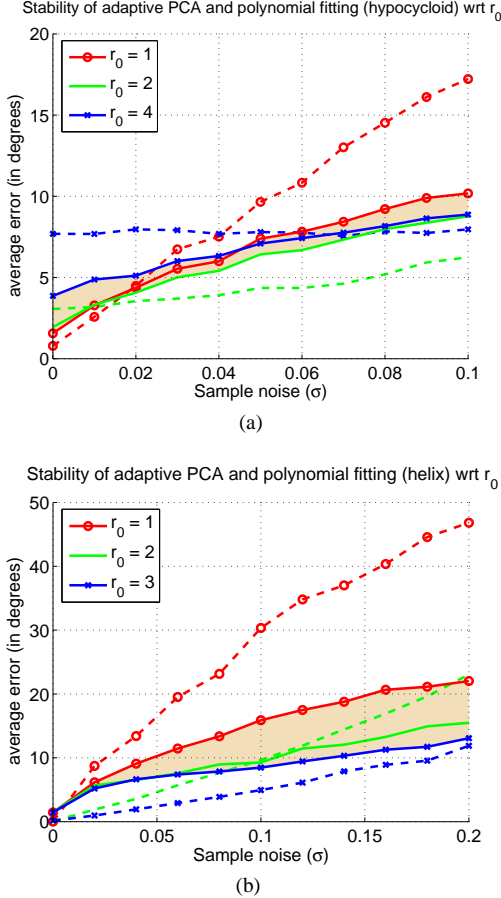 Stability of adaptive PCA and polynomial fitting (hypocycloid) wrt r0
20
15
10
5
0
average error (in degrees)
r0 = 1
r0 = 2
r0 = 4
0 0.02 0.04 0.06 0.08 0.1
Sample noise (σ)
(a)
Stability of adaptive PCA and polynomial fitting (helix) wrt r0
50
40
30
20
10
0
average error (in degrees)
r0 = 1
r0 = 2
r0 = 3
0 0.05 0.1 0.15 0.2
Sample noise (σ)
(b)